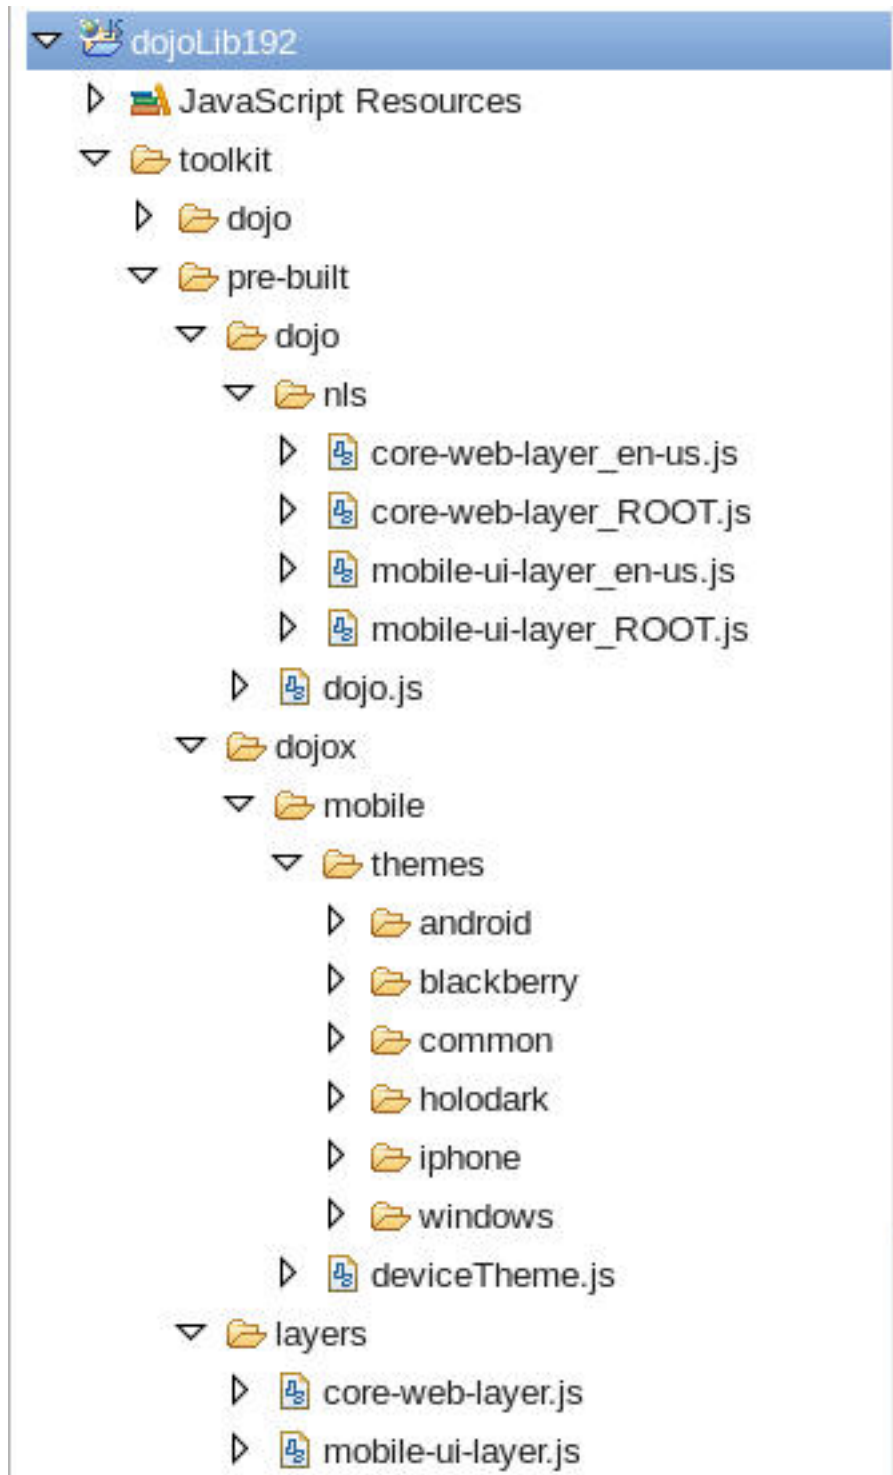 dojoLib192
JavaScript Resources
toolkit
dojo
pre-built
dojo
nls
core-web-layer_en-us.js
core-web-layer_ROOT.js
mobile-ui-layer_en-us.js
mobile-ui-layer_ROOT.js
dojo.js
dojox
mobile
themes
android
blackberry
common
holodark
iphone
windows
deviceTheme.js
layers
core-web-layer.js
mobile-ui-layer.js